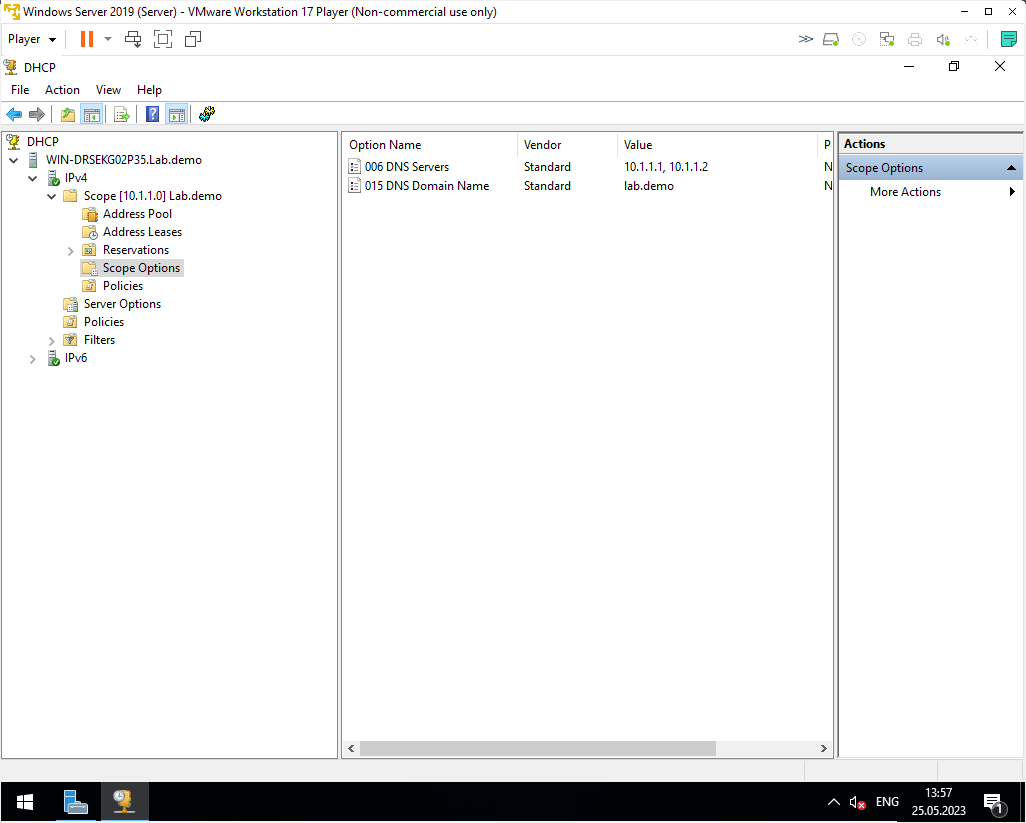 Windows Server 2019 (Server) - VMware Workstation 17 Player (Non-commercial use only)
Player
DHCP
File Action View Help
DHCP
WIN-DRSEKG02P35.Lab.demo
IPv4
Scope [10.1.1.0] Lab.demo
Address Pool
Address Leases
Reservations
Scope Options
Policies
Server Options
Policies
Filters
IPv6
Option Name Vendor Value P
006 DNS Servers Standard 10.1.1.1, 10.1.1.2 N
015 DNS Domain Name Standard lab.demo N
Actions
Scope Options
More Actions
ENG
13:57
25.05.2023
1